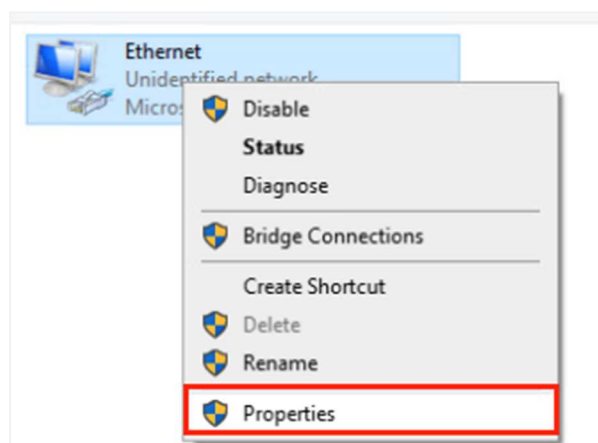 Ethernet
Unidentified network
Micros
Disable
Status
Diagnose
Bridge Connections
Create Shortcut
Delete
Rename
Properties